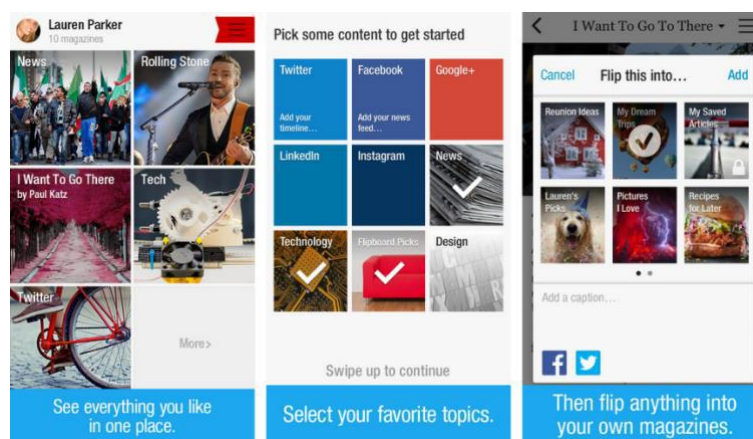 Lauren Parker
10 magazines
News
Rolling Stone
I Want To Go There
by Paul Katz
Tech
Twitter
More >
See everything you like
in one place.
Pick some content to get started
Twitter
Add your
timeline...
Facebook
Add your news
feed...
Google+
LinkedIn
Instagram
News
Technology
Flipboard Picks
Design
Swipe up to continue
Select your favorite topics.
I Want To Go To There
Cancel
Flip this into...
Add
Reunion Ideas
My Dream
Trips
My Saved
Articles
Lauren's
Picks
Pictures
I Love
Recipes
for Later
Add a caption...
Then flip anything into
your own magazines.